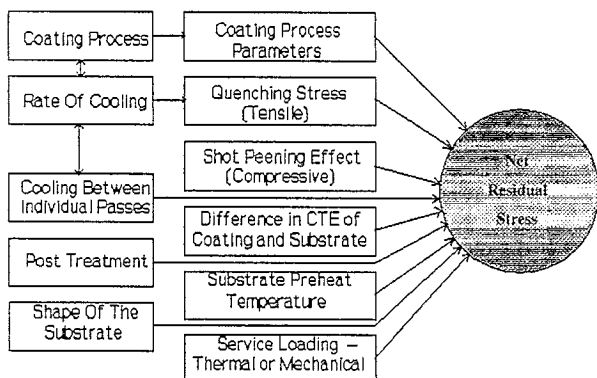 Coating Process
Coating Process
Parameters
Rate Of Cooling
Quenching Stress
(Tensile)
Shot Peening Effect
(Compressive)
Cooling Between
Individual Passes
Difference in CTE of
Coating and Substrate
Post Treatment
Substrate Preheat
Temperature
Shape Of The
Substrate
Service Loading –
Thermal or Mechanical
Net
Residual
Stress